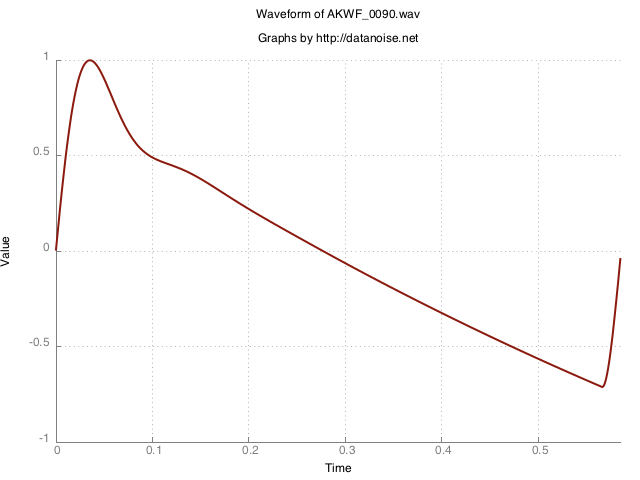 Waveform of AKWF_0090.wav
Graphs by http://datanoise.net
1
0.5
0
-0.5
-1
Value
0 0.1 0.2 0.3 0.4 0.5
Time